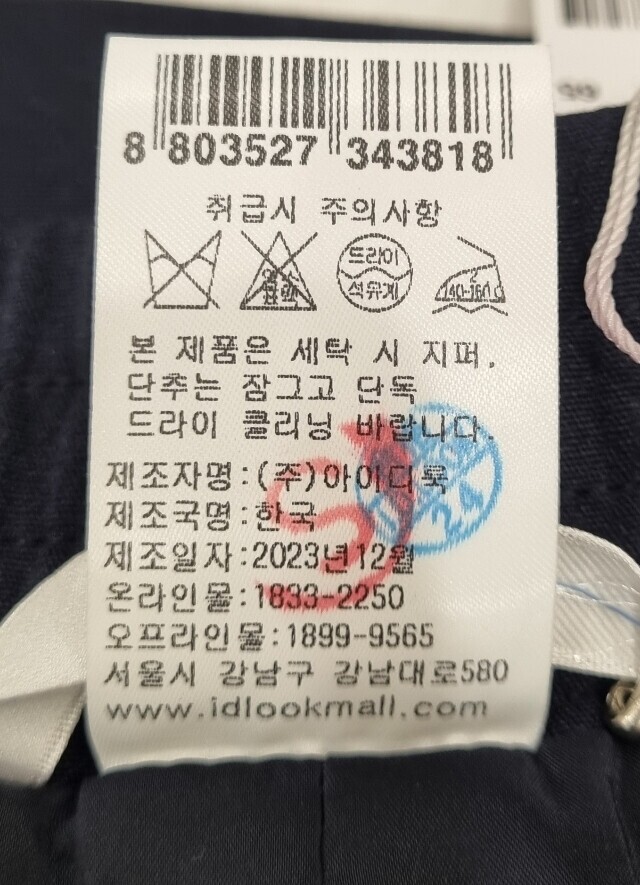 8 803527 343818
취급시 주의사항
드라이
석유계
140-160℃
본 제품은 세탁 시 지퍼,
단추는 잠그고 단독
드라이 클리닝 바랍니다.
제조자명:(주)아이디룩
제조국명:한국
제조일자:2023년12월
온라인몰:1833-2250
오프라인몰:1899-9565
서울시 강남구 강남대로580
www.idlookmall.com